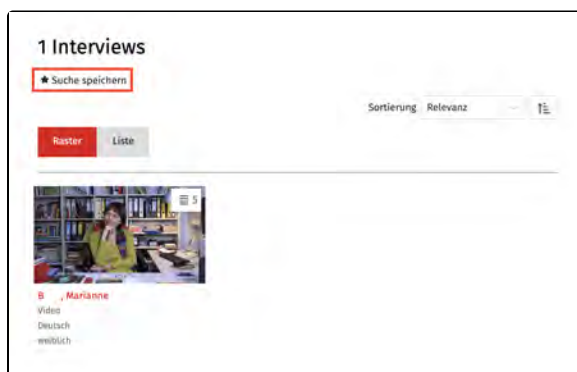 1 Interviews
★ Suche speichern
Sortierung Relevanz
Raster Liste
5
B , Marianne
Video
Deutsch
weiblich